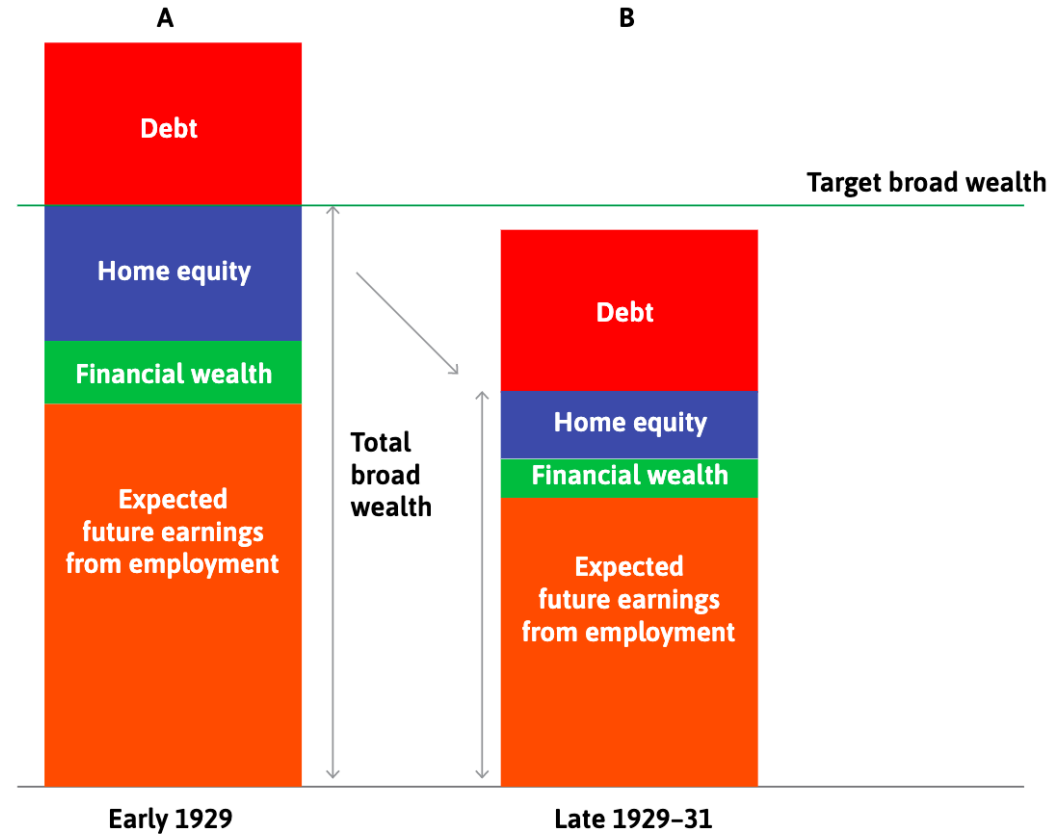 A
B
Debt
Target broad wealth
Home equity
Debt
Financial wealth
Home equity
Total
broad
wealth
Financial wealth
Expected
future earnings
from employment
Expected
future earnings
from employment
Early 1929
Late 1929–31